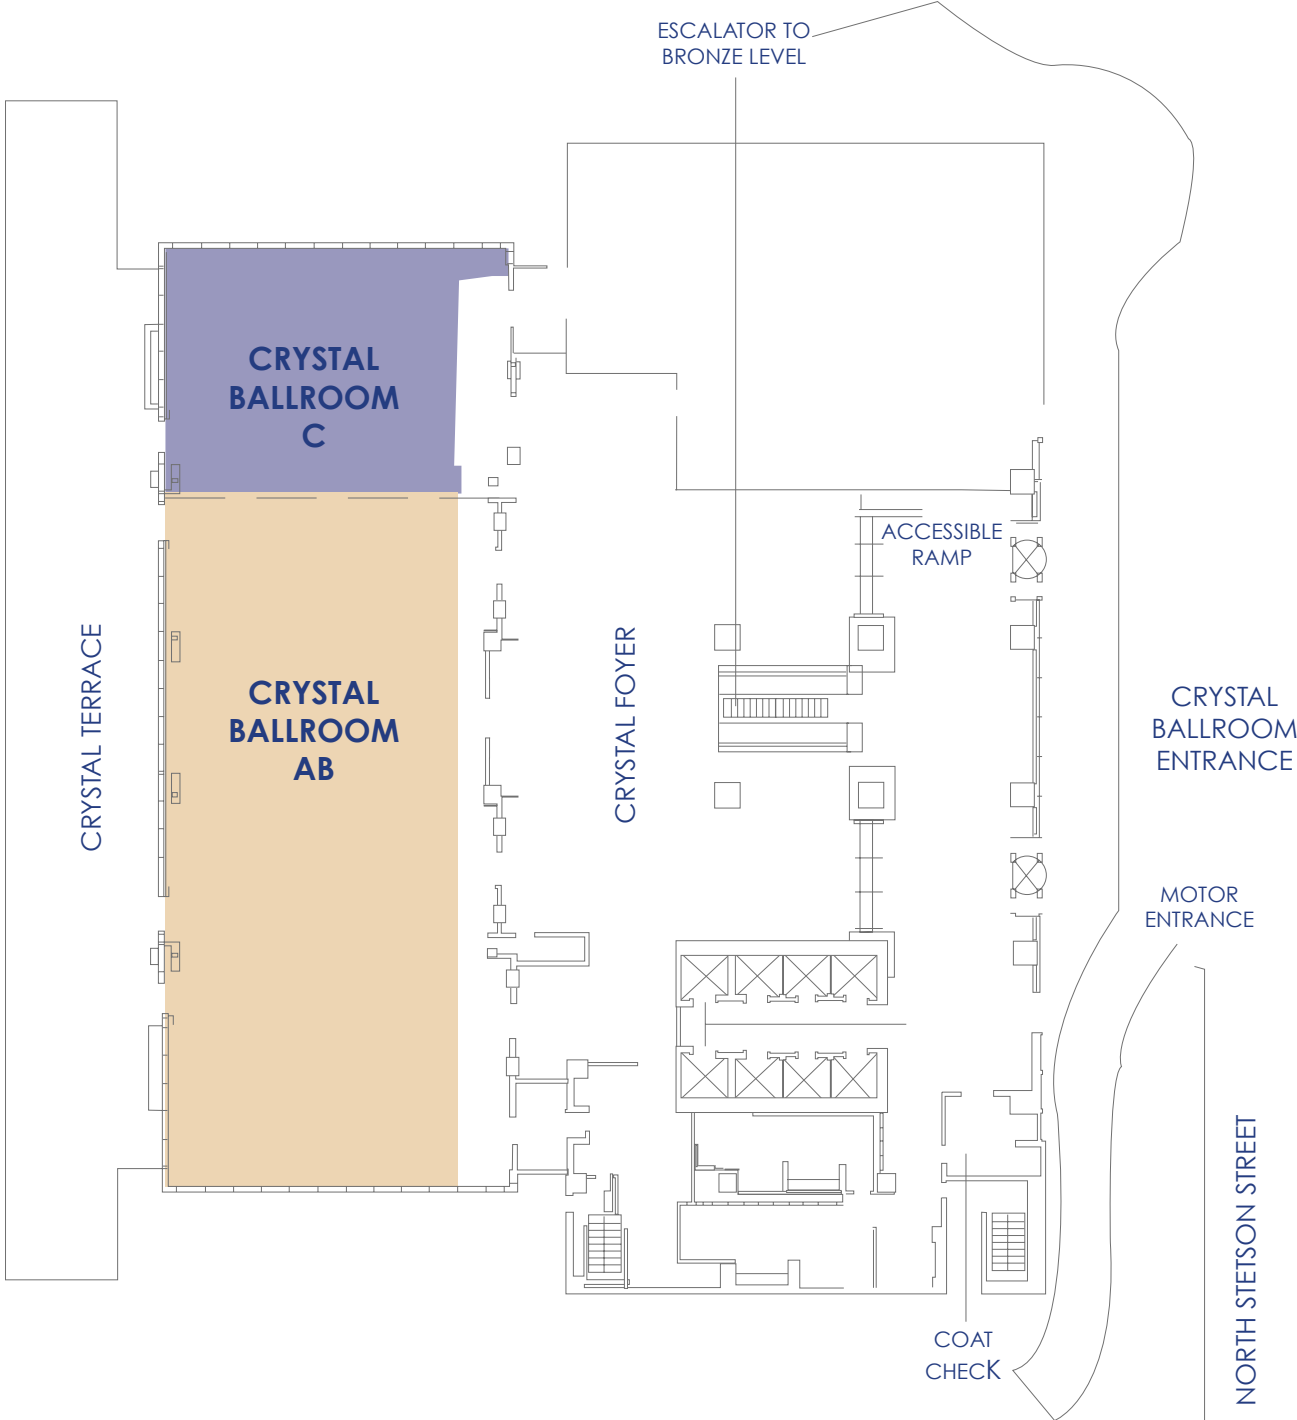 ESCALATOR TO
BRONZE LEVEL
CRYSTAL
BALLROOM
C
ACCESSIBLE
RAMP
CRYSTAL TERRACE
CRYSTAL
BALLROOM
AB
CRYSTAL FOYER
CRYSTAL
BALLROOM
ENTRANCE
MOTOR
ENTRANCE
NORTH STETSON STREET
COAT
CHECK